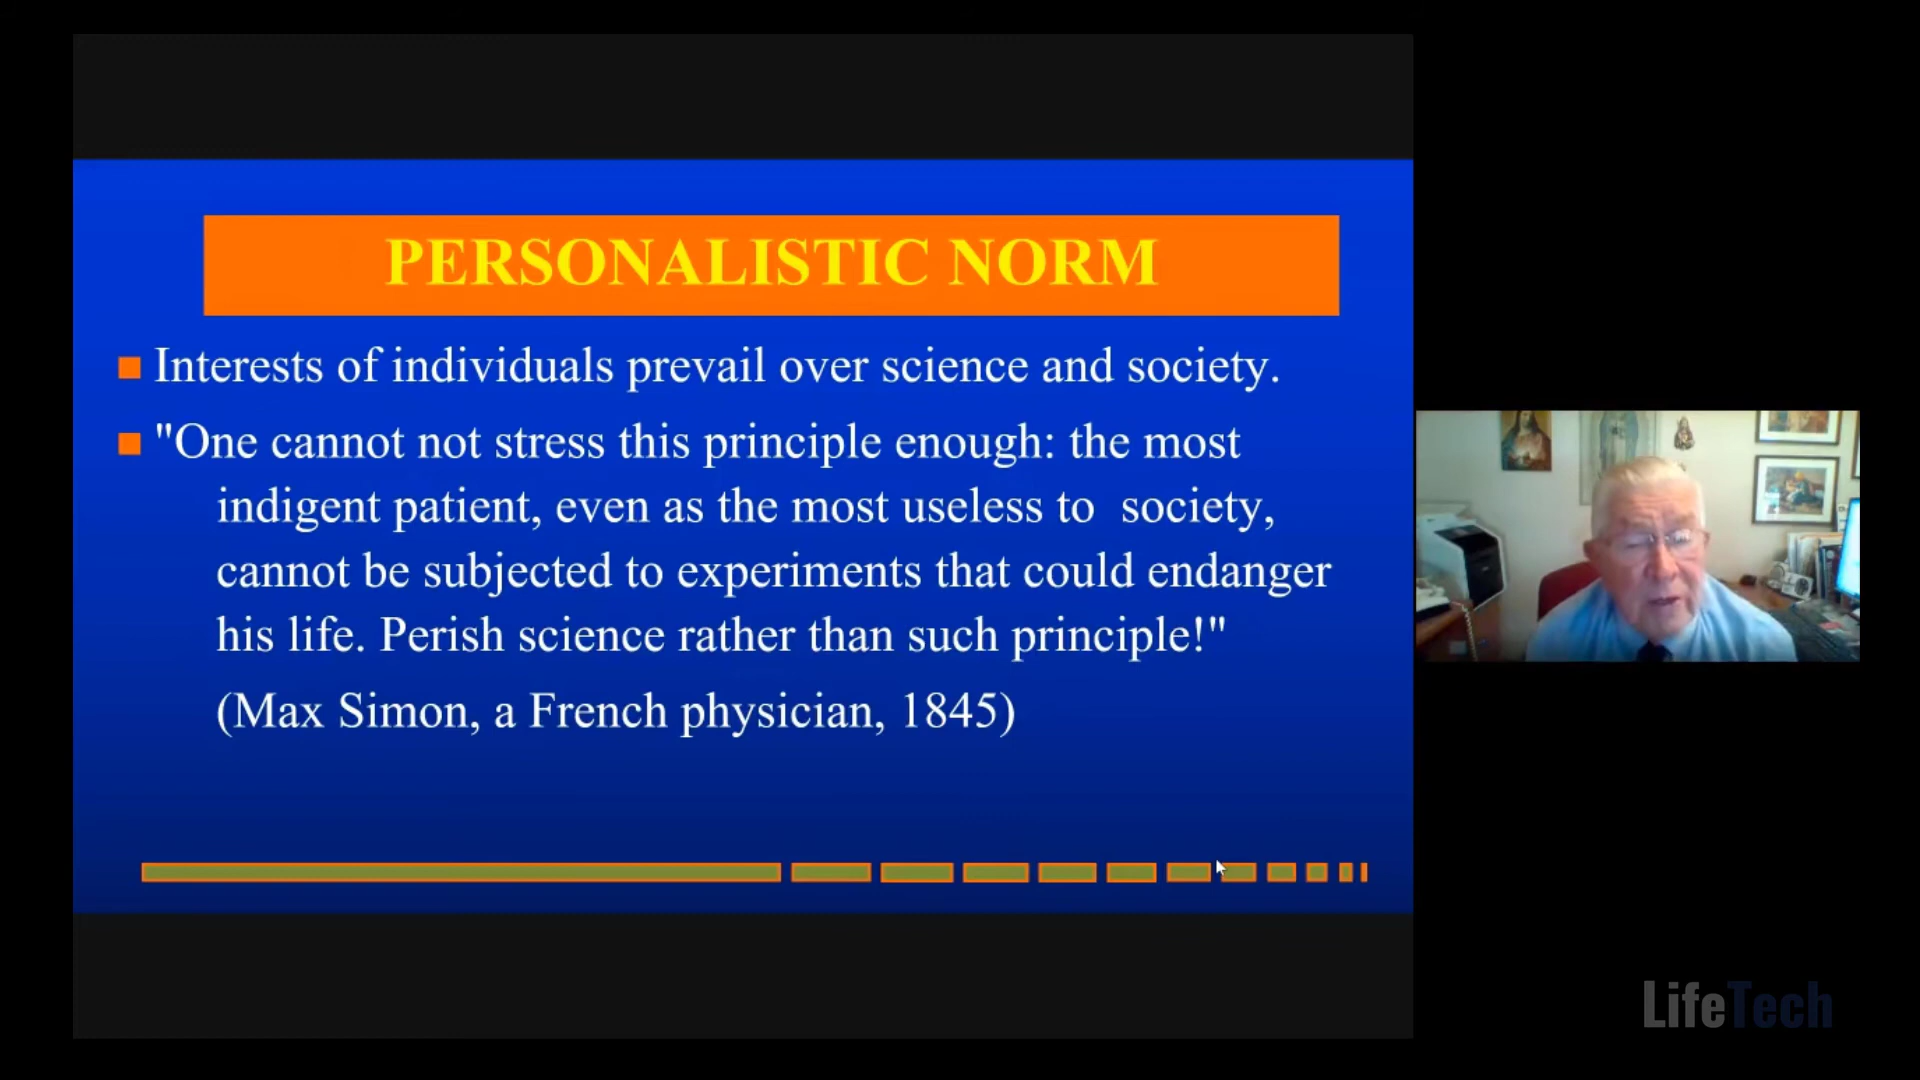 PERSONALISTIC NORM
Interests of individuals prevail over science and society.
"One cannot not stress this principle enough: the most
indigent patient, even as the most useless to  society,
cannot be subjected to experiments that could endanger
his life. Perish science rather than such principle!"
(Max Simon, a French physician, 1845)
LifeTech